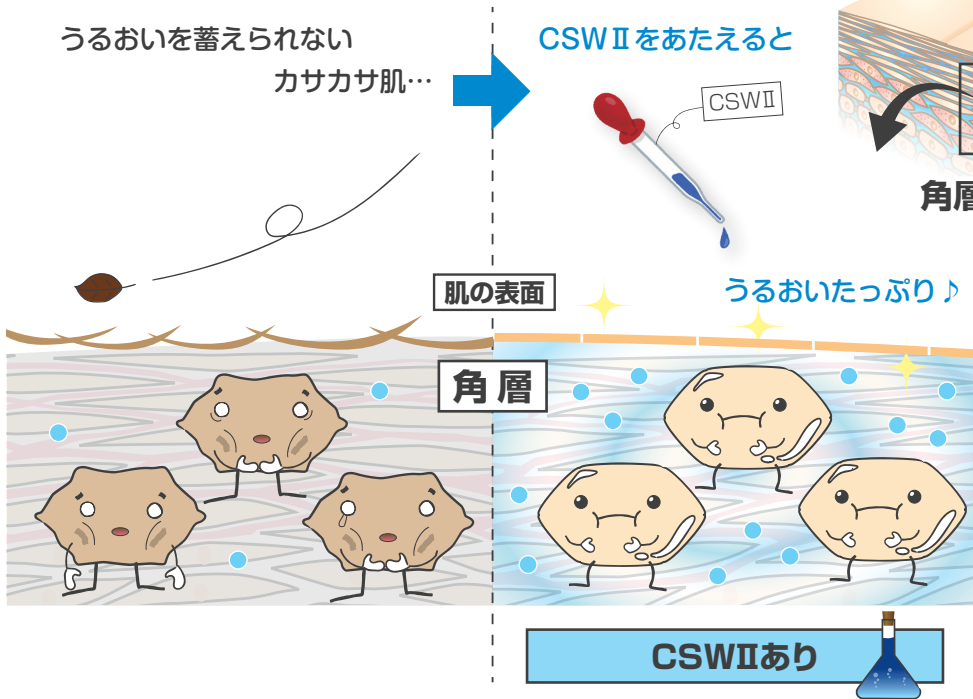 うるおいを蓄えられない
カサカサ肌…
CSWⅡをあたえると
CSWⅡ
角層
肌の表面
うるおいたっぷり♪
角層
CSWⅡあり